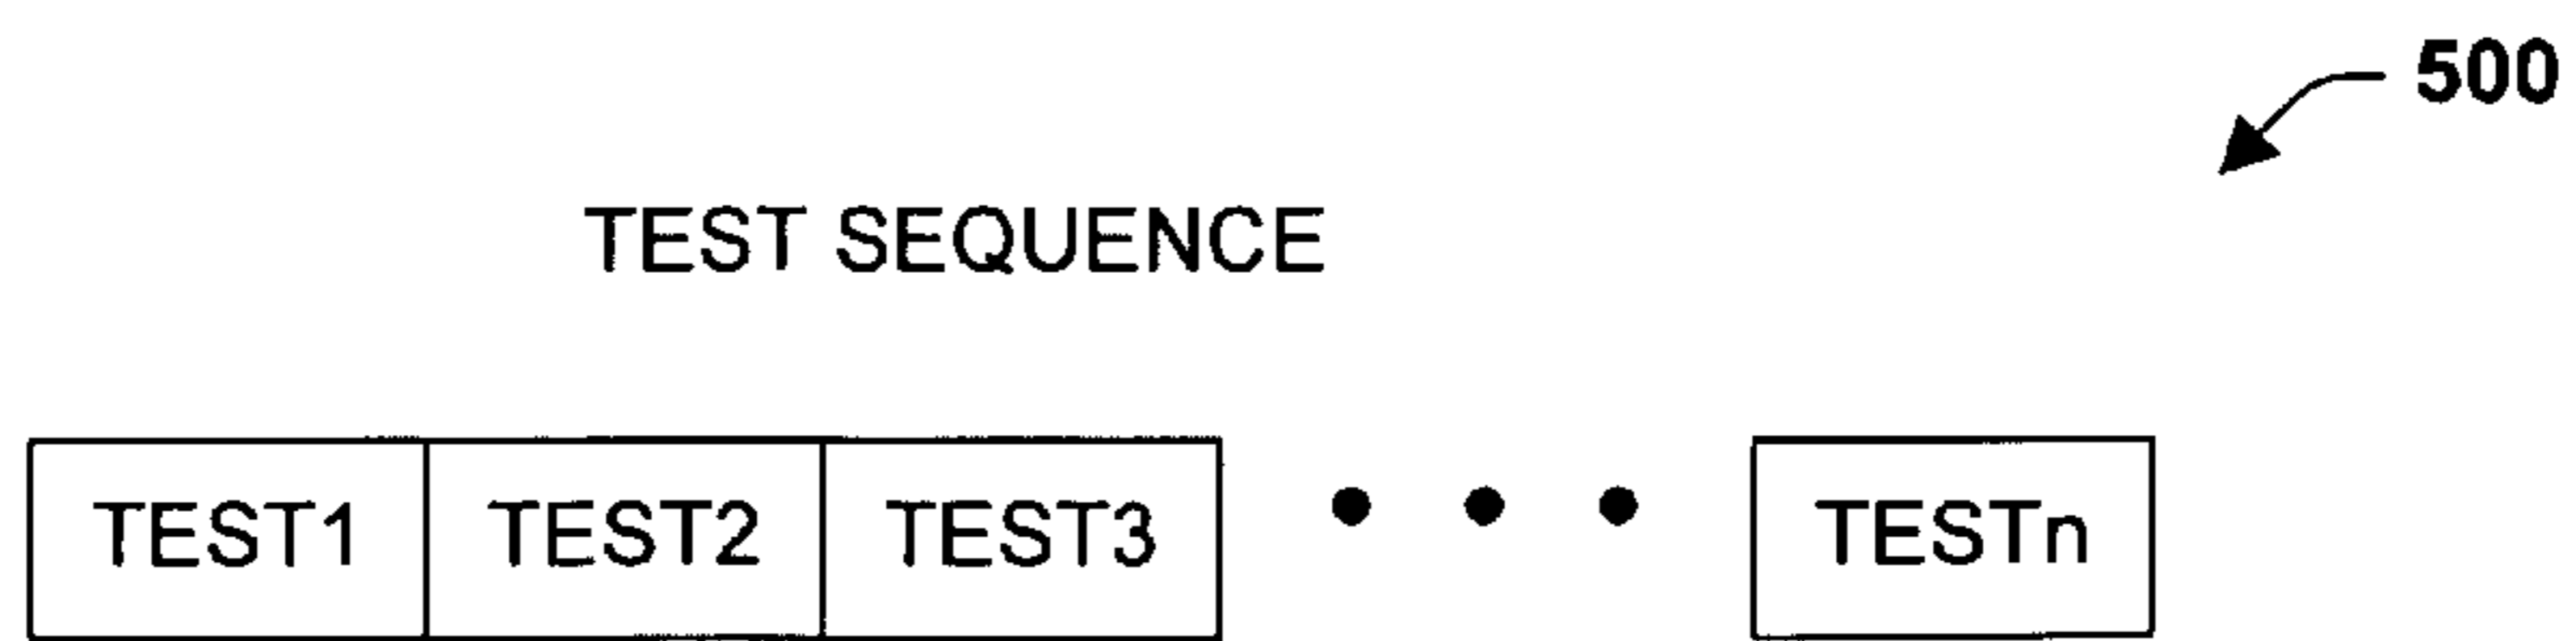 500
TEST SEQUENCE
TEST1 TEST2 TEST3 • • • TESTn